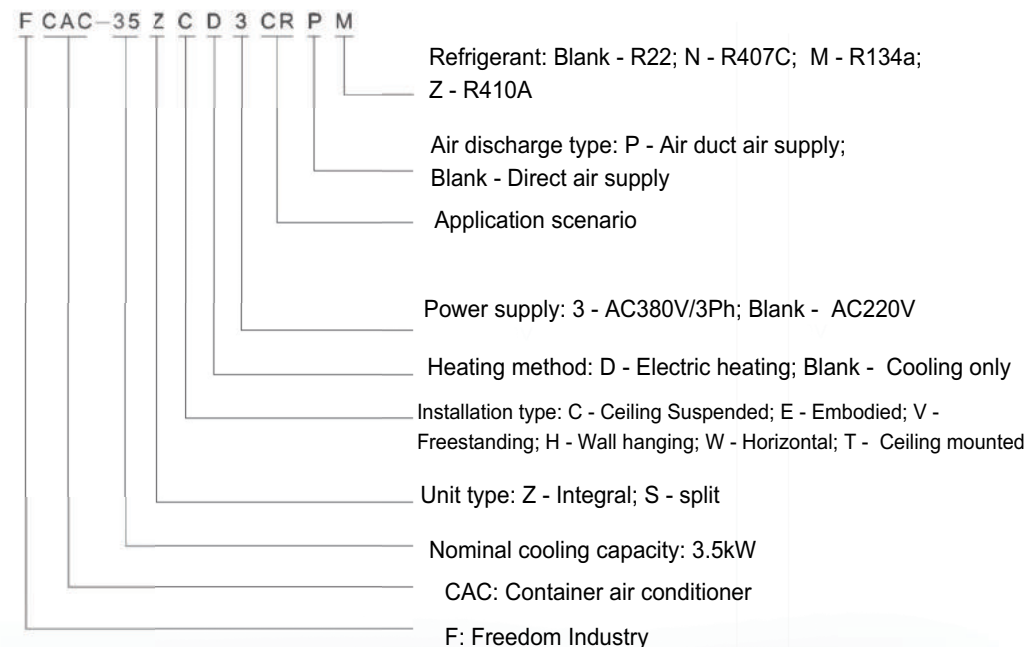 F CAC-35 Z C D 3 CR P M
Refrigerant: Blank - R22; N - R407C; M - R134a;
Z - R410A
Air discharge type: P - Air duct air supply;
Blank - Direct air supply
Application scenario
Power supply: 3 - AC380V/3Ph; Blank - AC220V
Heating method: D - Electric heating; Blank - Cooling only
Installation type: C - Ceiling Suspended; E - Embodied; V -
Freestanding; H - Wall hanging; W - Horizontal; T - Ceiling mounted
Unit type: Z - Integral; S - split
Nominal cooling capacity: 3.5kW
CAC: Container air conditioner
F: Freedom Industry